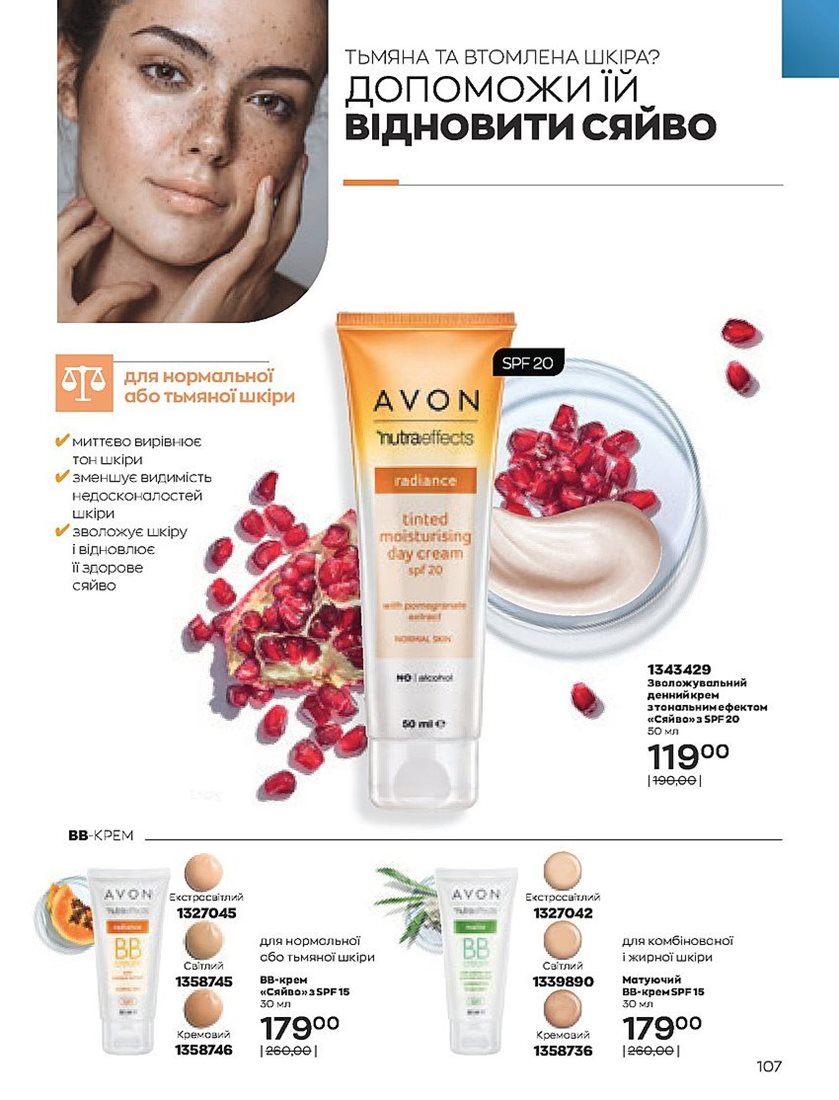 ТЬМЯНА ТА ВТОМЛЕНА ШКІРА?
ДОПОМОЖИ ЇЙ
ВІДНОВИТИ СЯЙВО
для нормальної
або тьмяної шкіри
миттєво вирівнює
тон шкіри
зменшує видимість
недосконалостей
шкіри
зволожує шкіру
і відновлює
її здорове
сяйво
SPF 20
AVON
nutraeffects
radiance
tinted
moisturising
day cream
spf 20
with pomegranate
extract
NORMAL SKIN
NO | alcohol
50 ml ℮
1343429
Зволожувальний
денний крем
з тональним ефектом
«Сяйво» з SPF 20
50 мл
119⁰⁰
|190,00|
BB-КРЕМ
AVON
nutraeffects
radiance
BB
Екстросвітлий
1327045
Світлий
1358745
Кремовий
1358746
для нормальної
або тьмяної шкіри
BB-крем
«Сяйво» з SPF 15
30 мл
179⁰⁰
|260,00|
AVON
nutraeffects
matte
BB
Екстросвітлий
1327042
Світлий
1339890
Кремовий
1358736
для комбінованої
і жирної шкіри
Матуючий
BB-крем SPF 15
30 мл
179⁰⁰
|260,00|
107